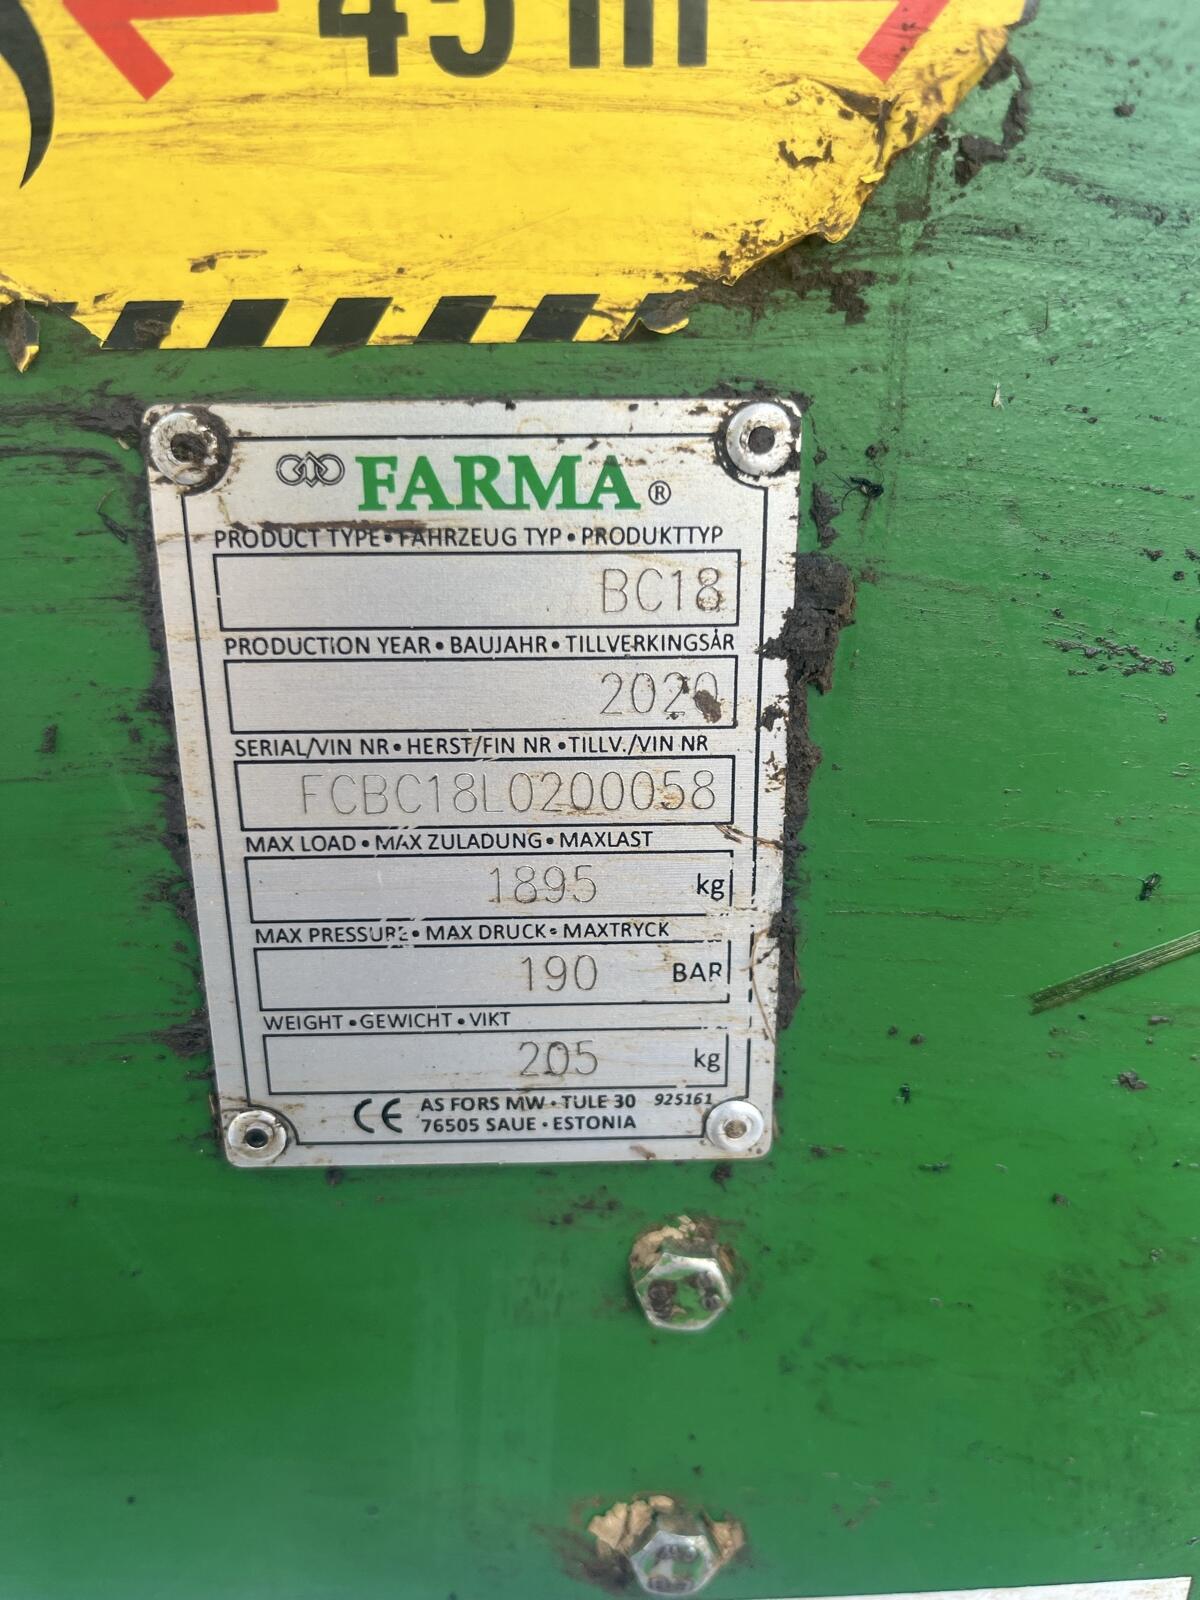 45 m
FARMA®
PRODUCT TYPE • FAHRZEUG TYP • PRODUKTTYP
BC18
PRODUCTION YEAR • BAUJAHR • TILLVERKINGSÅR
2020
SERIAL/VIN NR • HERST/FIN NR • TILLV./VIN NR
FCBC18L0200058
MAX LOAD • MAX ZULADUNG • MAXLAST
1895 kg
MAX PRESSURE • MAX DRUCK • MAXTRYCK
190 BAR
WEIGHT • GEWICHT • VIKT
205 kg
CE AS FORS MW • TULE 30 925161
76505 SAUE • ESTONIA